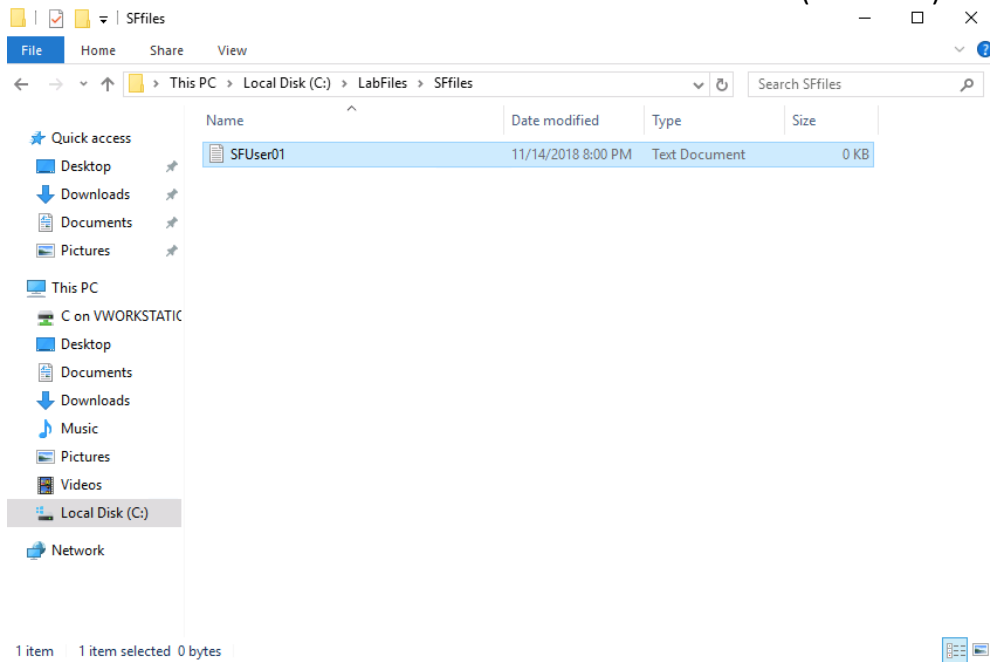 SFfiles
File Home Share View
This PC > Local Disk (C:) > LabFiles > SFfiles
Search SFfiles
Name Date modified Type Size
SFUser01 11/14/2018 8:00 PM Text Document 0 KB
Quick access
Desktop
Downloads
Documents
Pictures
This PC
C on VWORKSTATIC
Desktop
Documents
Downloads
Music
Pictures
Videos
Local Disk (C:)
Network
1 item 1 item selected 0 bytes